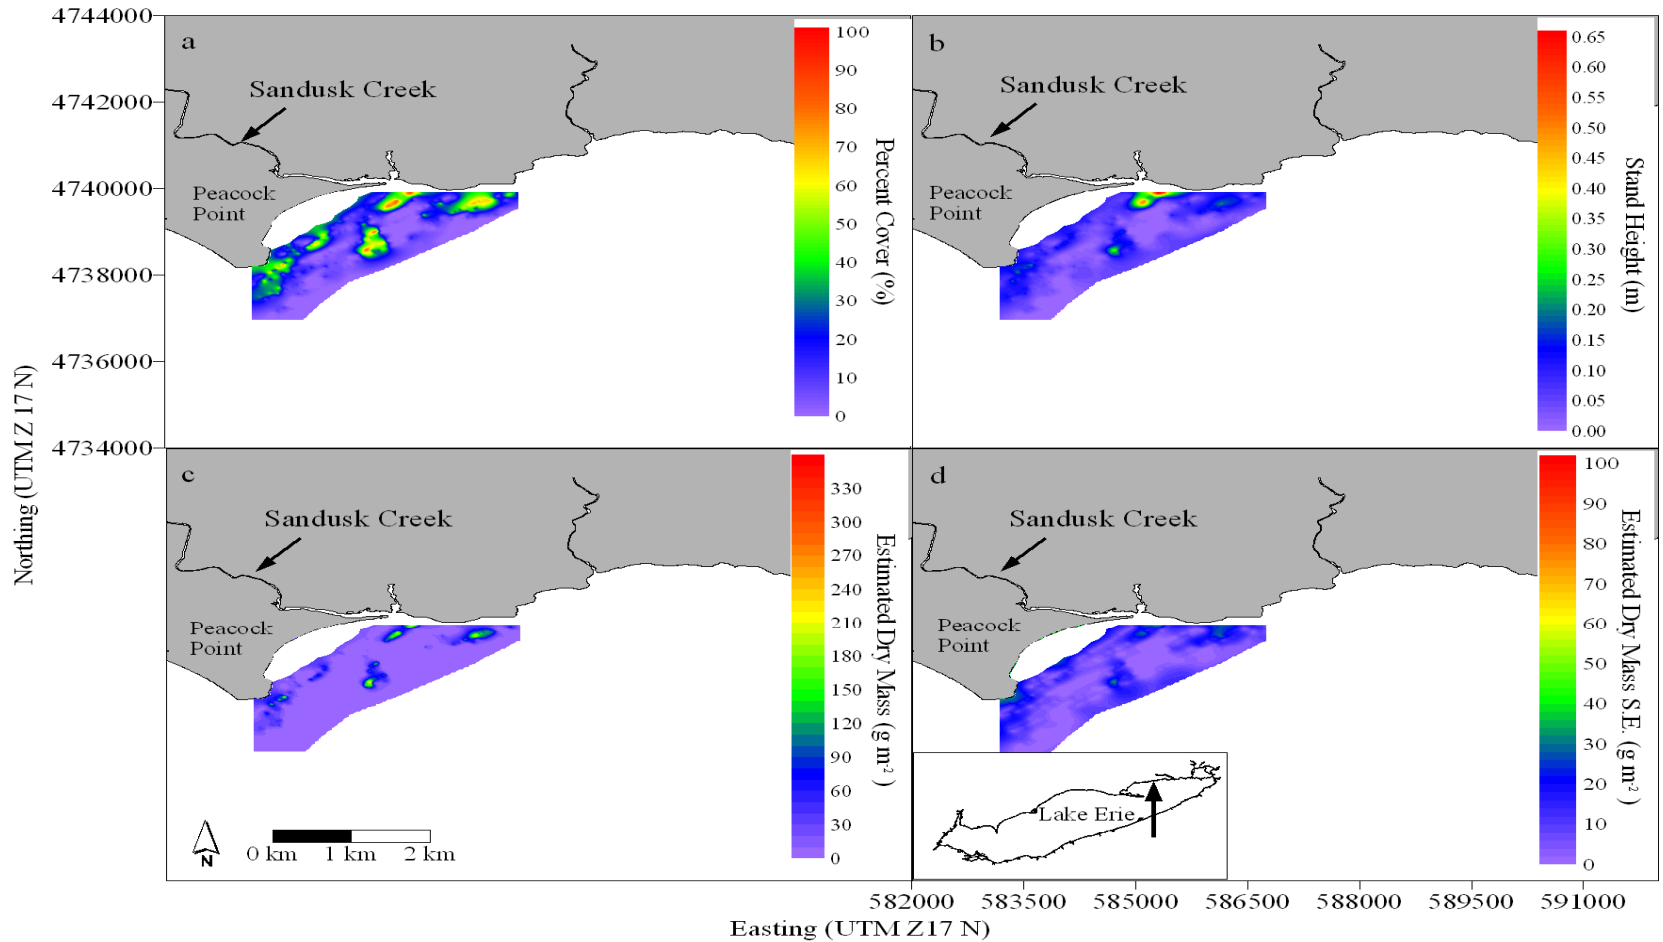 4744000
4742000
4740000
4738000
4736000
4734000
Northing (UTM Z 17 N)
a
Sandusk Creek
Peacock
Point
100
90
80
70
60
50
40
30
20
10
0
Percent Cover (%)
b
Sandusk Creek
Peacock
Point
0.65
0.60
0.55
0.50
0.45
0.40
0.35
0.30
0.25
0.20
0.15
0.10
0.05
0.00
Stand Height (m)
c
Sandusk Creek
Peacock
Point
330
300
270
240
210
180
150
120
90
60
30
0
Estimated Dry Mass (g m-2 )
N
0 km 1 km 2 km
d
Sandusk Creek
Peacock
Point
100
90
80
70
60
50
40
30
20
10
0
Estimated Dry Mass S.E. (g m-2 )
Lake Erie
582000 583500 585000 586500 588000 589500 591000
Easting (UTM Z17 N)